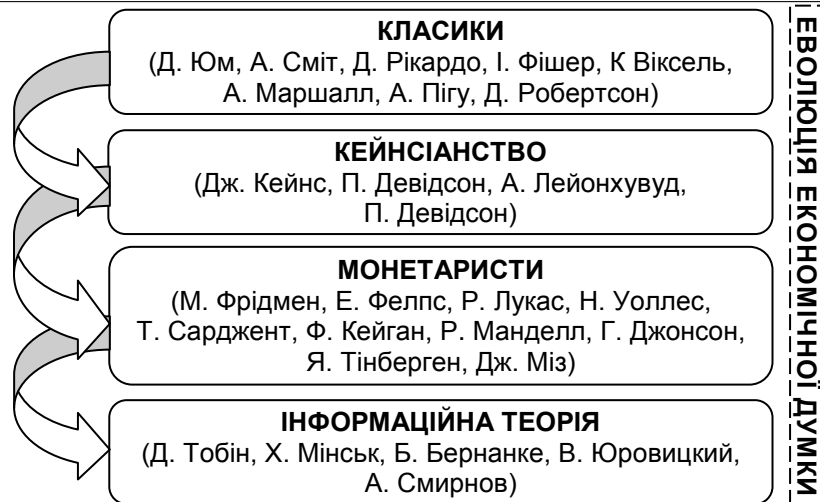 КЛАСИКИ
(Д. Юм, А. Сміт, Д. Рікардо, І. Фішер, К Віксель,
А. Маршалл, А. Пігу, Д. Робертсон)
КЕЙНСІАНСТВО
(Дж. Кейнс, П. Девідсон, А. Лейонхувуд,
П. Девідсон)
МОНЕТАРИСТИ
(М. Фрідмен, Е. Фелпс, Р. Лукас, Н. Уоллес,
Т. Сарджент, Ф. Кейган, Р. Манделл, Г. Джонсон,
Я. Тінберген, Дж. Міз)
ІНФОРМАЦІЙНА ТЕОРІЯ
(Д. Тобін, Х. Мінськ, Б. Бернанке, В. Юровицкий,
А. Смирнов)
ЕВОЛЮЦІЯ ЕКОНОМІЧНОЇ ДУМКИ